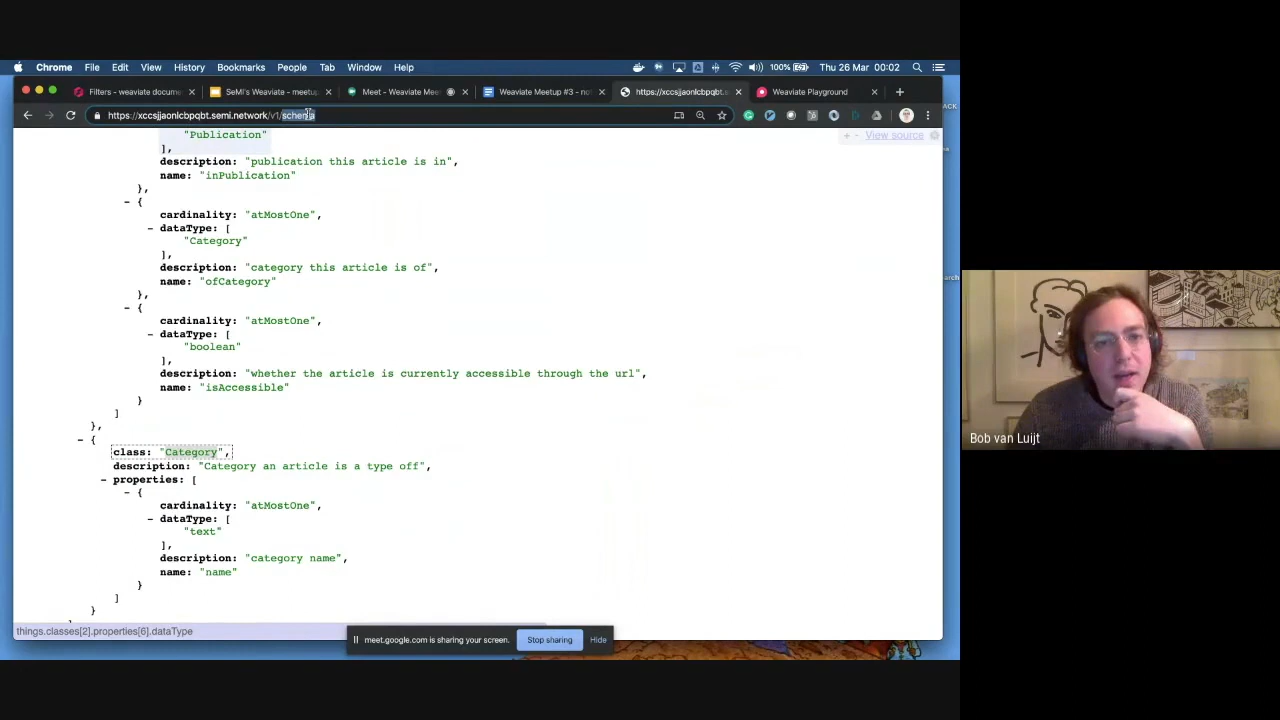 Chrome File Edit View History Bookmarks People Tab Window Help 100% Thu 26 Mar 00:02
Filters - weaviate docume SeMI's Weaviate - meetup Meet - Weaviate Mee Weaviate Meetup #3 - no https://xccsjjaonlcbpqbt.se Weaviate Playground
https://xccsjjaonlcbpqbt.semi.network/v1/schema
"Publication"
+ - View source
],
description: "publication this article is in",
name: "inPublication"
},
- {
cardinality: "atMostOne",
- dataType: [
"Category"
],
description: "category this article is of",
name: "ofCategory"
},
- {
cardinality: "atMostOne",
- dataType: [
"boolean"
],
description: "whether the article is currently accessible through the url",
name: "isAccessible"
}
]
},
- {
class: "Category",
description: "Category an article is a type off",
- properties: [
- {
cardinality: "atMostOne",
- dataType: [
"text"
],
description: "category name",
name: "name"
}
]
}
things.classes[2].properties[6].dataType
meet.google.com is sharing your screen. Stop sharing Hide
Bob van Luijt